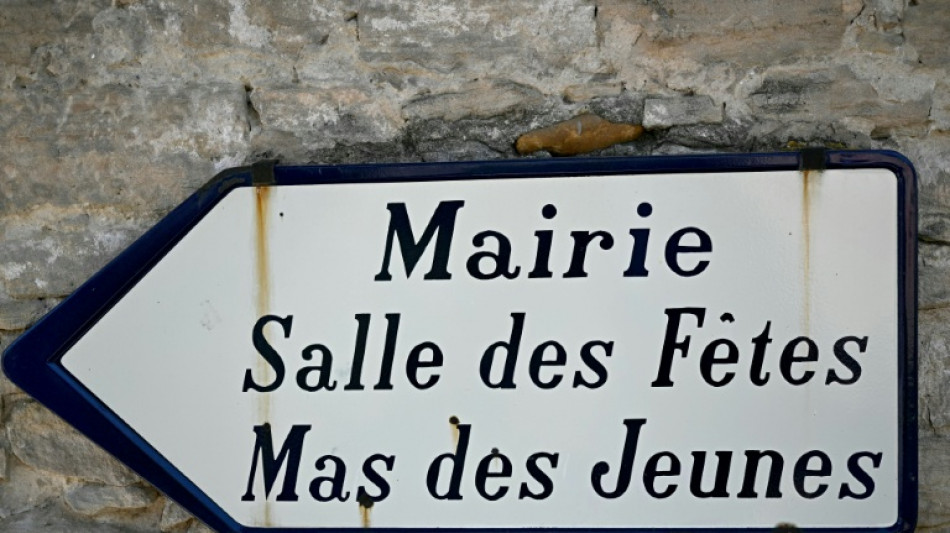 Mairie
Salle des Fêtes
Mas des Jeunes